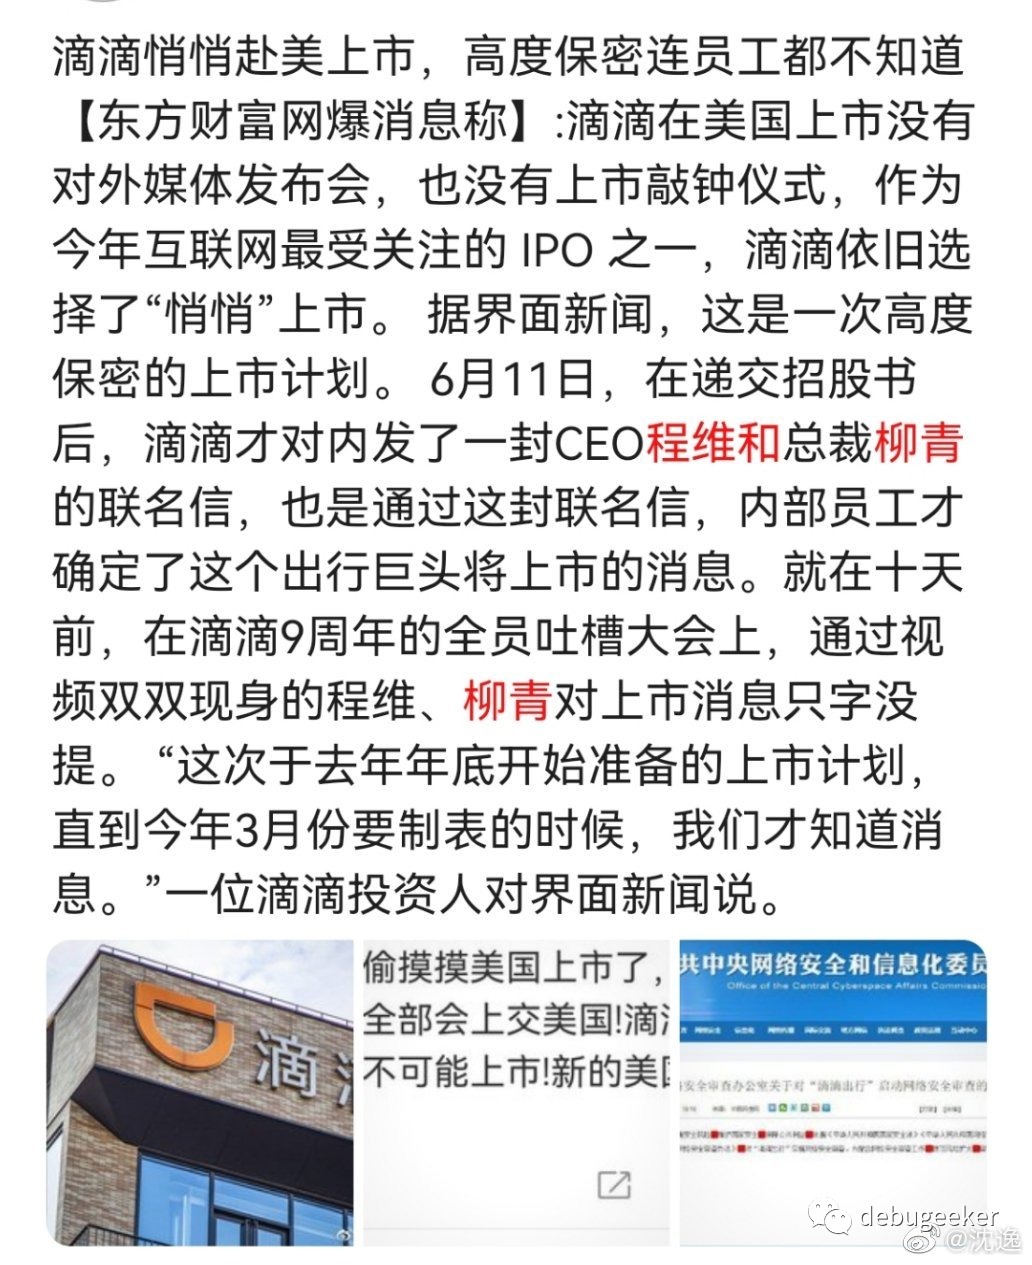 滴滴悄悄赴美上市，高度保密连员工都不知道
【东方财富网爆消息称】:滴滴在美国上市没有
对外媒体发布会，也没有上市敲钟仪式，作为
今年互联网最受关注的 IPO 之一，滴滴依旧选
择了“悄悄”上市。 据界面新闻，这是一次高度
保密的上市计划。 6月11日，在递交招股书
后，滴滴才对内发了一封CEO程维和总裁柳青
的联名信，也是通过这封联名信，内部员工才
确定了这个出行巨头将上市的消息。就在十天
前，在滴滴9周年的全员吐槽大会上，通过视
频双双现身的程维、柳青对上市消息只字没
提。 “这次于去年年底开始准备的上市计划，
直到今年3月份要制表的时候，我们才知道消
息。”一位滴滴投资人对界面新闻说。
滴
偷摸摸美国上市了，
全部会上交美国!滴
不可能上市!新的美
共中央网络安全和信息化委员
Office of the Central Cyberspace Affairs Commissio
安全审查办公室关于对“滴滴出行”启动网络安全审查的
debugeeker
@沈逸